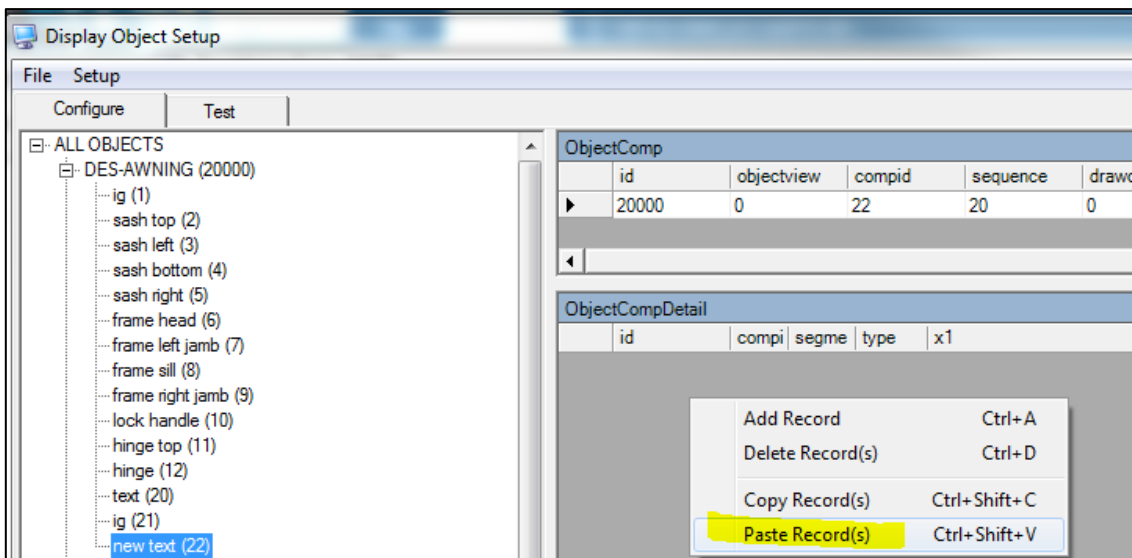 Display Object Setup
File Setup
Configure Test
ALL OBJECTS
DES-AWNING (20000)
ig (1)
sash top (2)
sash left (3)
sash bottom (4)
sash right (5)
frame head (6)
frame left jamb (7)
frame sill (8)
frame right jamb (9)
lock handle (10)
hinge top (11)
hinge (12)
text (20)
ig (21)
new text (22)
ObjectComp
id objectview compid sequence drawo
20000 0 22 20 0
ObjectCompDetail
id compi segme type x1
Add Record Ctrl+A
Delete Record(s) Ctrl+D
Copy Record(s) Ctrl+Shift+C
Paste Record(s) Ctrl+Shift+V